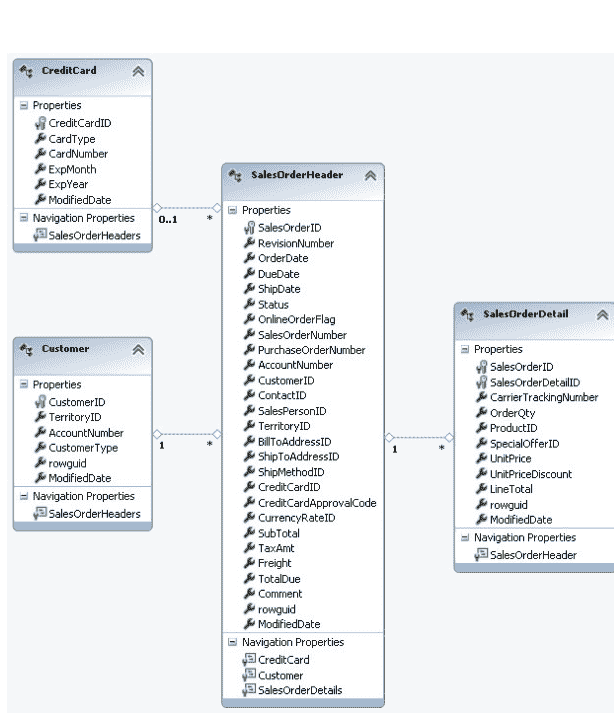 CreditCard
Properties
CreditCardID
CardType
CardNumber
ExpMonth
ExpYear
ModifiedDate
Navigation Properties
SalesOrderHeaders
0..1
*
Customer
Properties
CustomerID
TerritoryID
AccountNumber
CustomerType
rowguid
ModifiedDate
Navigation Properties
SalesOrderHeaders
1
*
SalesOrderHeader
Properties
SalesOrderID
RevisionNumber
OrderDate
DueDate
ShipDate
Status
OnlineOrderFlag
SalesOrderNumber
PurchaseOrderNumber
AccountNumber
CustomerID
ContactID
SalesPersonID
TerritoryID
BillToAddressID
ShipToAddressID
ShipMethodID
CreditCardID
CreditCardApprovalCode
CurrencyRateID
SubTotal
TaxAmt
Freight
TotalDue
Comment
rowguid
ModifiedDate
Navigation Properties
CreditCard
Customer
SalesOrderDetails
1
*
SalesOrderDetail
Properties
SalesOrderID
SalesOrderDetailID
CarrierTrackingNumber
OrderQty
ProductID
SpecialOfferID
UnitPrice
UnitPriceDiscount
LineTotal
rowguid
ModifiedDate
Navigation Properties
SalesOrderHeader